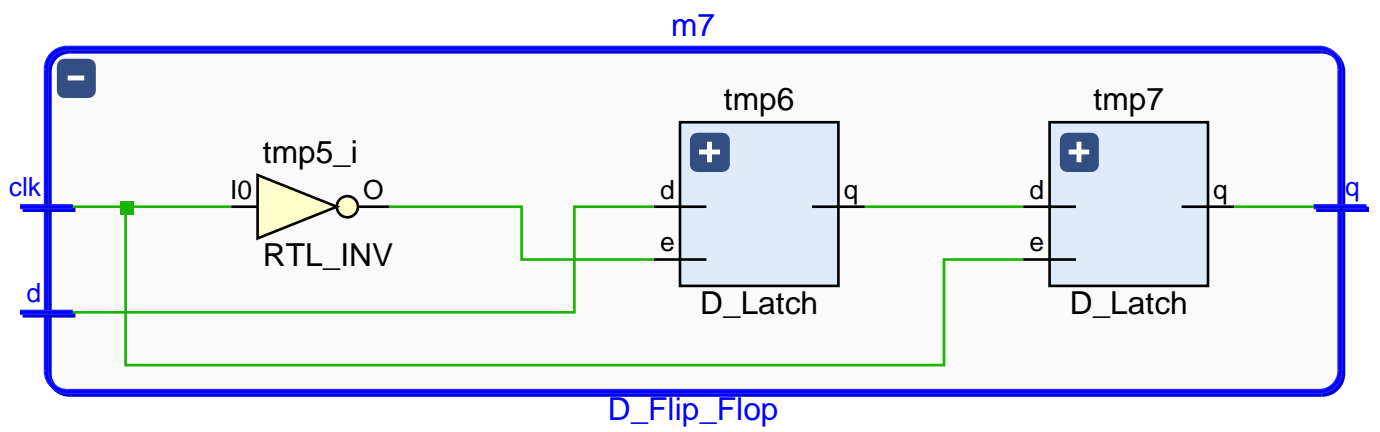 m7
tmp6
tmp7
tmp5_i
clk
I0
O
d
q
d
q
q
RTL_INV
e
e
d
D_Latch
D_Latch
D_Flip_Flop